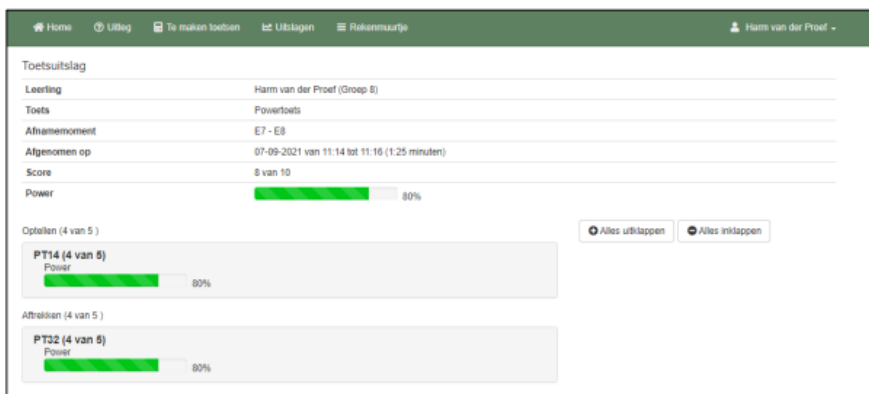 Home Uitleg Te maken toetsen Uitslagen Rekenmuurtje Harm van der Proef
Toetsuitslag
Leerling Harm van der Proef (Groep 8)
Toets Powertoets
Afnamemoment E7 - E8
Afgenomen op 07-09-2021 van 11:14 tot 11:16 (1:25 minuten)
Score 8 van 10
Power 80%
Optellen (4 van 5 ) Alles uitklappen Alles inklappen
PT14 (4 van 5)
Power
80%
Aftrekken (4 van 5 )
PT32 (4 van 5)
Power
80%